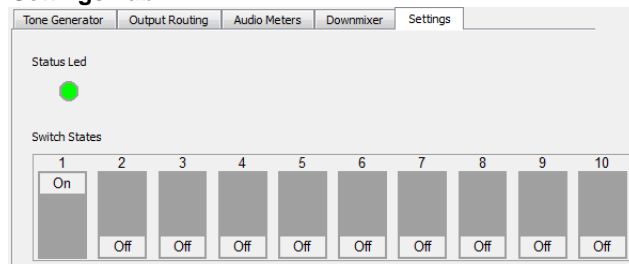 Tone Generator Output Routing Audio Meters Downmixer Settings
Status Led
Switch States
1 2 3 4 5 6 7 8 9 10
On
Off Off Off Off Off Off Off Off Off